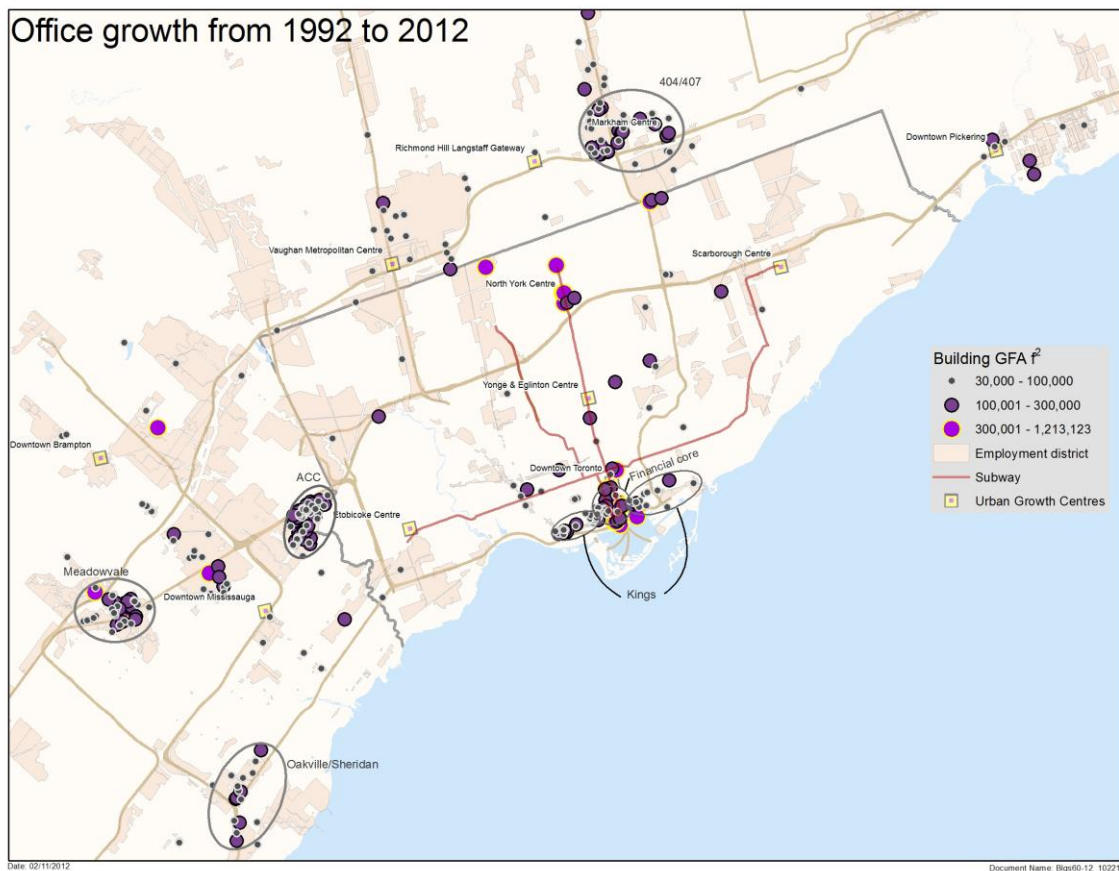 Office growth from 1992 to 2012
404/407
Markham Centre
Downtown Pickering
Richmond Hill Langstaff Gateway
Vaughan Metropolitan Centre
Scarborough Centre
North York Centre
Building GFA f²
30,000 - 100,000
100,001 - 300,000
300,001 - 1,213,123
Employment district
Subway
Urban Growth Centres
Yonge & Eglinton Centre
Downtown Brampton
Downtown Toronto
Financial core
ACC
Etobicoke Centre
Meadowvale
Downtown Mississauga
Kings
Oakville/Sheridan
Date: 02/11/2012
Document Name: Blgs60-12_10221